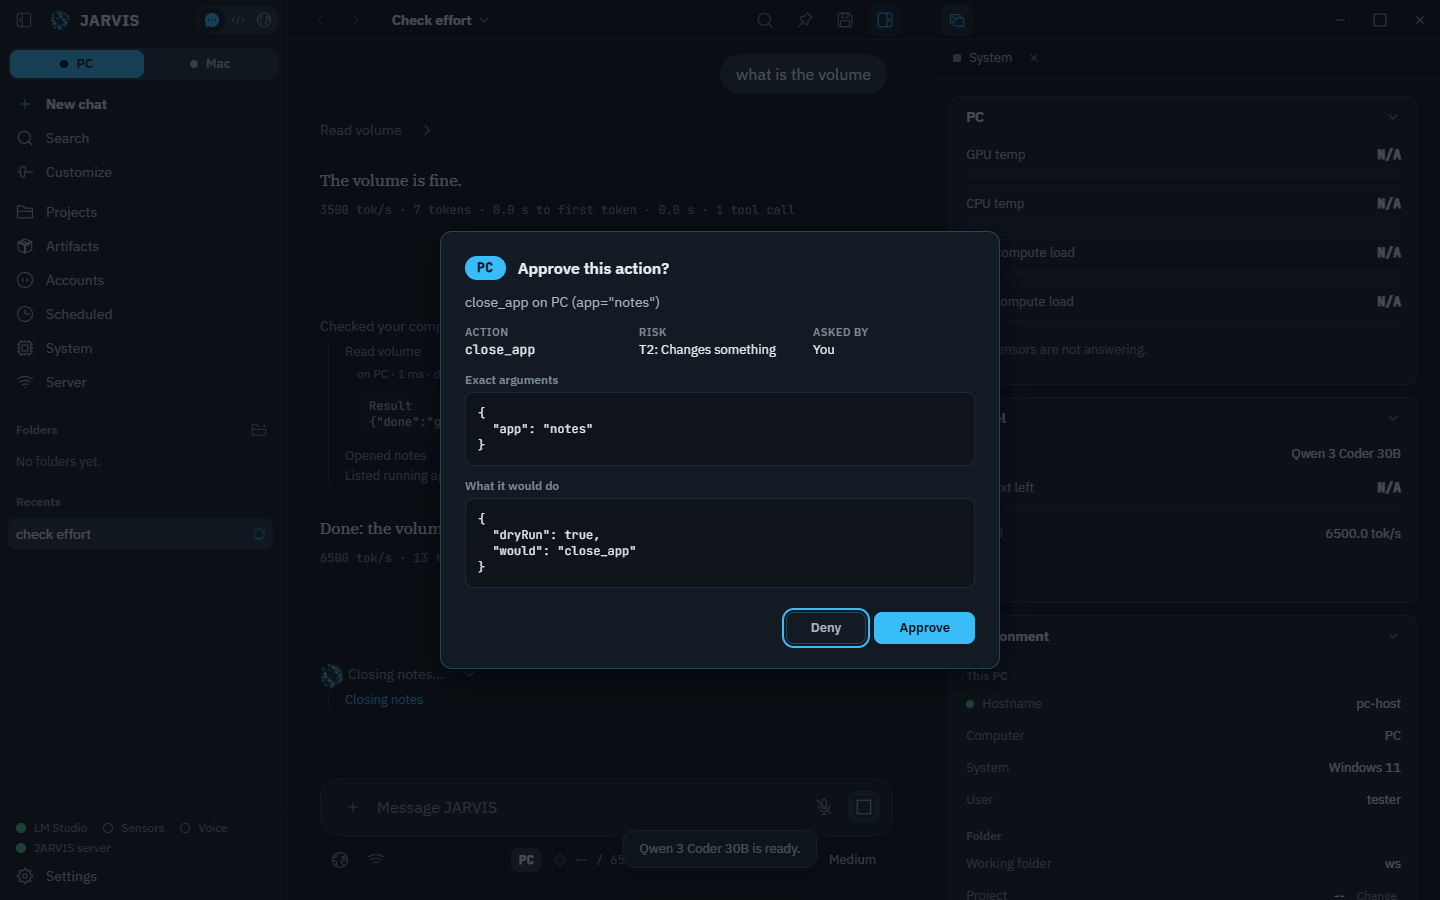 JARVIS
PC
Mac
New chat
Search
Customize
Projects
Artifacts
Accounts
Scheduled
System
Server
Folders
No folders yet.
Recents
check effort
LM Studio
Sensors
Voice
JARVIS server
Settings
Check effort
what is the volume
Read volume
The volume is fine.
3500 tok/s · 7 tokens · 0.0 s to first token · 0.0 s · 1 tool call
Checked your comp
Read volume
on PC · 1 ms · d
Result
{"done":"g
Opened notes
Listed running a
Done: the volum
6500 tok/s · 13 t
Closing notes...
Closing notes
Message JARVIS
PC
-- / 65
Qwen 3 Coder 30B is ready.
Medium
PC
Approve this action?
close_app on PC (app="notes")
ACTION
RISK
ASKED BY
close_app
T2: Changes something
You
Exact arguments
{
"app": "notes"
}
What it would do
{
"dryRun": true,
"would": "close_app"
}
Deny
Approve
System
PC
GPU temp
N/A
CPU temp
N/A
compute load
N/A
ompute load
N/A
ensors are not answering.
Qwen 3 Coder 30B
xt left
N/A
6500.0 tok/s
onment
This PC
Hostname
pc-host
Computer
PC
System
Windows 11
User
tester
Folder
Working folder
ws
Project
--
Change